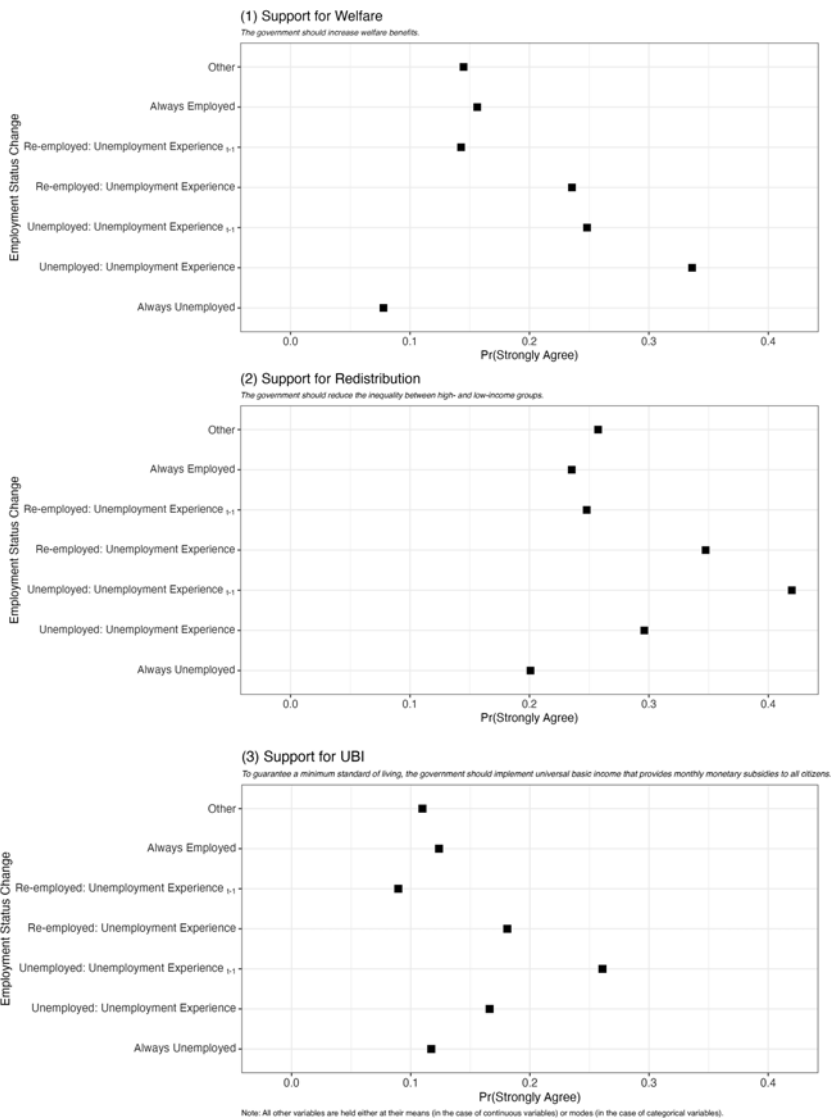 (1) Support for Welfare
The government should increase welfare benefits.
Employment Status Change
Other
Always Employed
Re-employed: Unemployment Experience t-1
Re-employed: Unemployment Experience
Unemployed: Unemployment Experience t-1
Unemployed: Unemployment Experience
Always Unemployed
0.0 0.1 0.2 0.3 0.4
Pr(Strongly Agree)
(2) Support for Redistribution
The government should reduce the inequality between high- and low-income groups.
Employment Status Change
Other
Always Employed
Re-employed: Unemployment Experience t-1
Re-employed: Unemployment Experience
Unemployed: Unemployment Experience t-1
Unemployed: Unemployment Experience
Always Unemployed
0.0 0.1 0.2 0.3 0.4
Pr(Strongly Agree)
(3) Support for UBI
To guarantee a minimum standard of living, the government should implement universal basic income that provides monthly monetary subsidies to all citizens.
Employment Status Change
Other
Always Employed
Re-employed: Unemployment Experience t-1
Re-employed: Unemployment Experience
Unemployed: Unemployment Experience t-1
Unemployed: Unemployment Experience
Always Unemployed
0.0 0.1 0.2 0.3 0.4
Pr(Strongly Agree)
Note: All other variables are held either at their means (in the case of continuous variables) or modes (in the case of categorical variables).